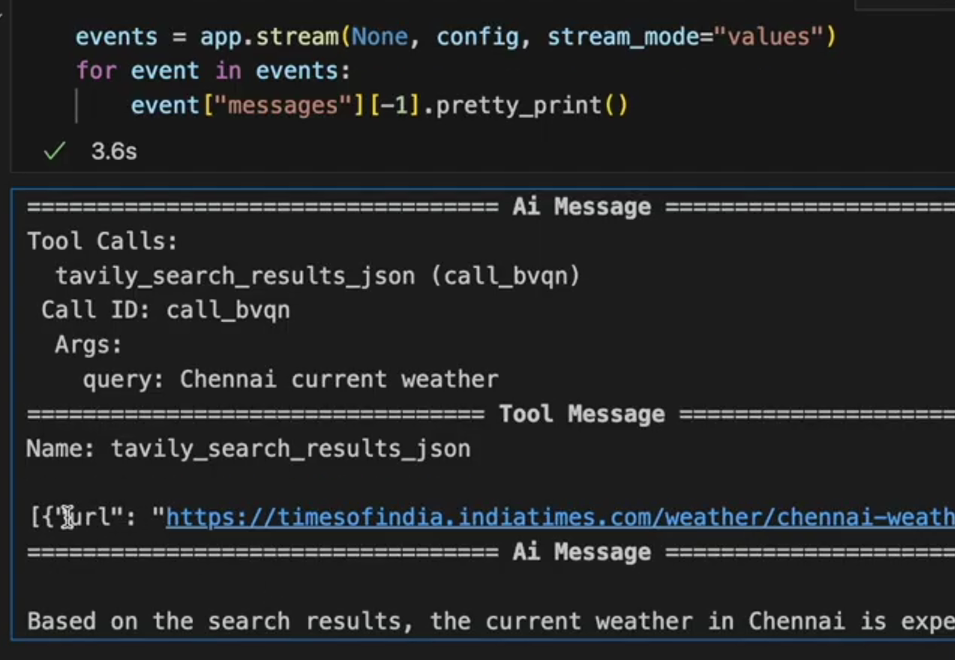 events = app.stream(None, config, stream_mode="values")
for event in events:
event["messages"][-1].pretty_print()
3.6s
================================== Ai Message =====================
Tool Calls:
tavily_search_results_json (call_bvqn)
Call ID: call_bvqn
Args:
query: Chennai current weather
================================= Tool Message ====================
Name: tavily_search_results_json
[{"url": "https://timesofindia.indiatimes.com/weather/chennai-weath
================================== Ai Message =====================
Based on the search results, the current weather in Chennai is expe